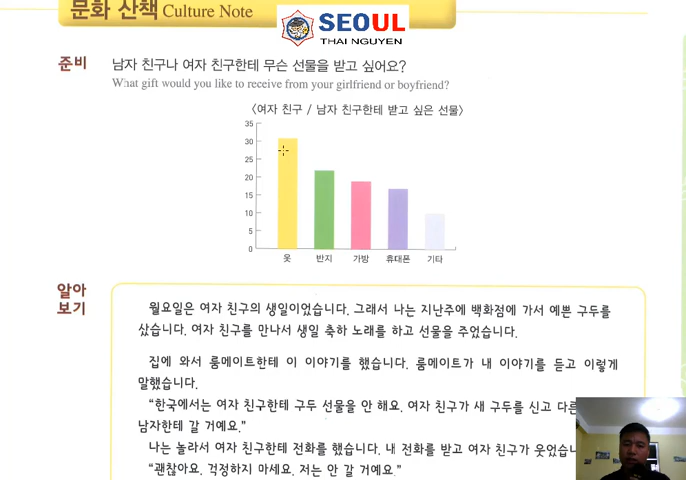 문화 산책 Culture Note
SEOUL
THAI NGUYEN
준비
남자 친구나 여자 친구한테 무슨 선물을 받고 싶어요?
What gift would you like to receive from your girlfriend or boyfriend?
〈여자 친구 / 남자 친구한테 받고 싶은 선물〉
35
30
25
20
15
10
5
0
옷 반지 가방 휴대폰 기타
알아
보기
월요일은 여자 친구의 생일이었습니다. 그래서 나는 지난주에 백화점에 가서 예쁜 구두를
샀습니다. 여자 친구를 만나서 생일 축하 노래를 하고 선물을 주었습니다.
집에 와서 룸메이트한테 이 이야기를 했습니다. 룸메이트가 내 이야기를 듣고 이렇게
말했습니다.
“한국에서는 여자 친구한테 구두 선물을 안 해요. 여자 친구가 새 구두를 신고
남자한테 갈 거예요.”
나는 놀라서 여자 친구한테 전화를 했습니다. 내 전화를 받고 여자 친구가
“괜찮아요. 걱정하지 마세요. 저는 안 갈 거예요.”